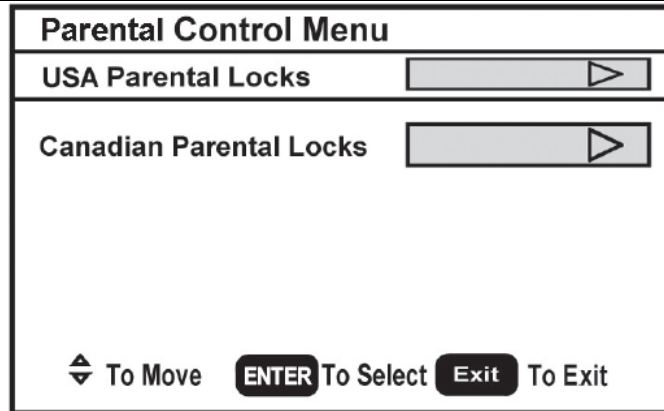 Parental Control Menu
USA Parental Locks
Canadian Parental Locks
To Move ENTER To Select Exit To Exit